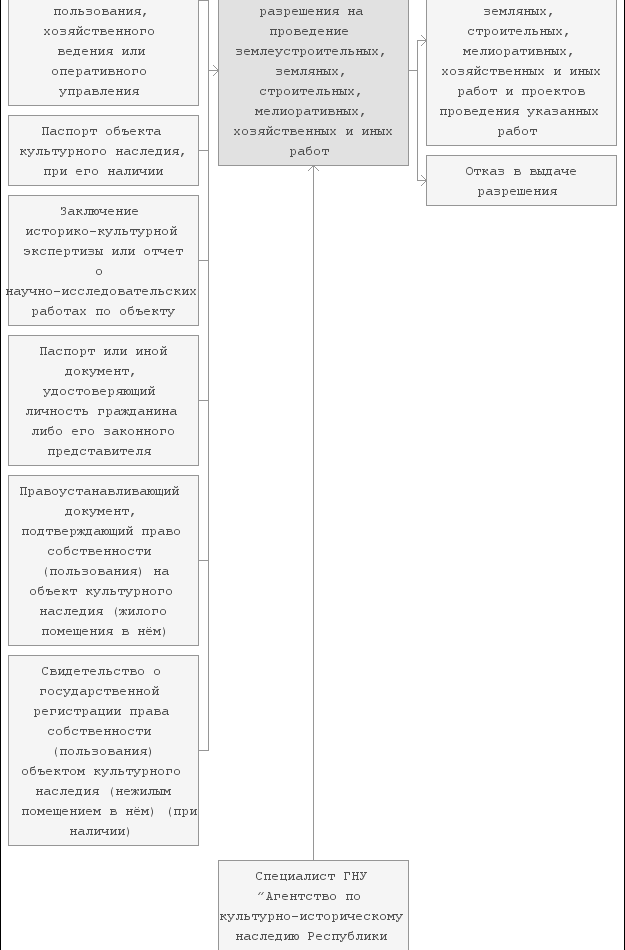 пользования,
хозяйственного
ведения или
оперативного
управления
Паспорт объекта
культурного наследия,
при его наличии
Заключение
историко-культурной
экспертизы или отчет
о
научно-исследовательских
работах по объекту
Паспорт или иной
документ,
удостоверяющий
личность гражданина
либо его законного
представителя
Правоустанавливающий
документ,
подтверждающий право
собственности
(пользования) на
объект культурного
наследия (жилого
помещения в нём)
Свидетельство о
государственной
регистрации права
собственности
(пользования)
объектом культурного
наследия (нежилым
помещением в нём) (при
наличии)
разрешения на
проведение
землеустроительных,
земляных,
строительных,
мелиоративных,
хозяйственных и иных
работ
земляных,
строительных,
мелиоративных,
хозяйственных и иных
работ и проектов
проведения указанных
работ
Отказ в выдаче
разрешения
Специалист ГНУ
“Агентство по
культурно-историческому
наследию Республики